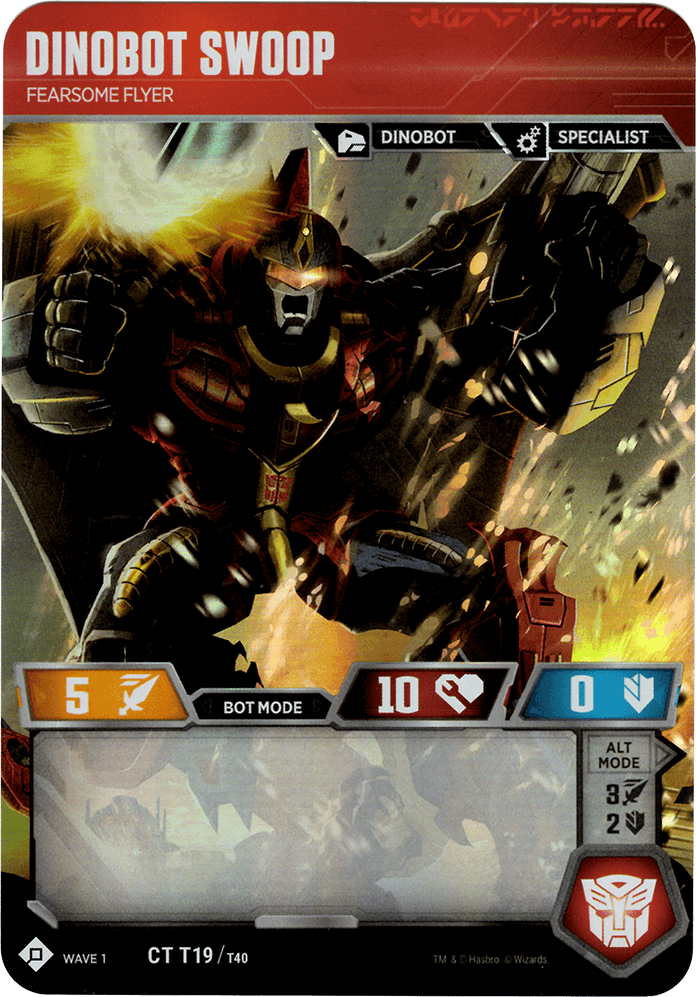 DINOBOT SWOOP
FEARSOME FLYER
DINOBOT SPECIALIST
5 BOT MODE 10 0
ALT
MODE
3
2
WAVE 1 CT T19/T40 TM & © Hasbro. © Wizards.